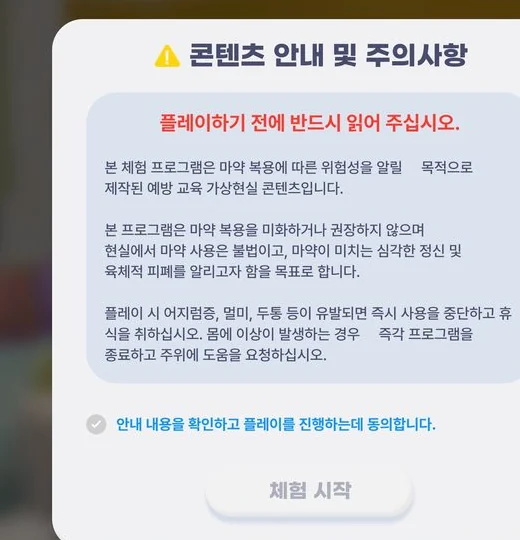 콘텐츠 안내 및 주의사항
플레이하기 전에 반드시 읽어 주십시오.
본 체험 프로그램은 마약 복용에 따른 위험성을 알릴 목적으로
제작된 예방 교육 가상현실 콘텐츠입니다.
본 프로그램은 마약 복용을 미화하거나 권장하지 않으며
현실에서 마약 사용은 불법이고, 마약이 미치는 심각한 정신 및
육체적 피폐를 알리고자 함을 목표로 합니다.
플레이 시 어지럼증, 멀미, 두통 등이 유발되면 즉시 사용을 중단하고 휴
식을 취하십시오. 몸에 이상이 발생하는 경우 즉각 프로그램을
종료하고 주위에 도움을 요청하십시오.
안내 내용을 확인하고 플레이를 진행하는데 동의합니다.
체험 시작